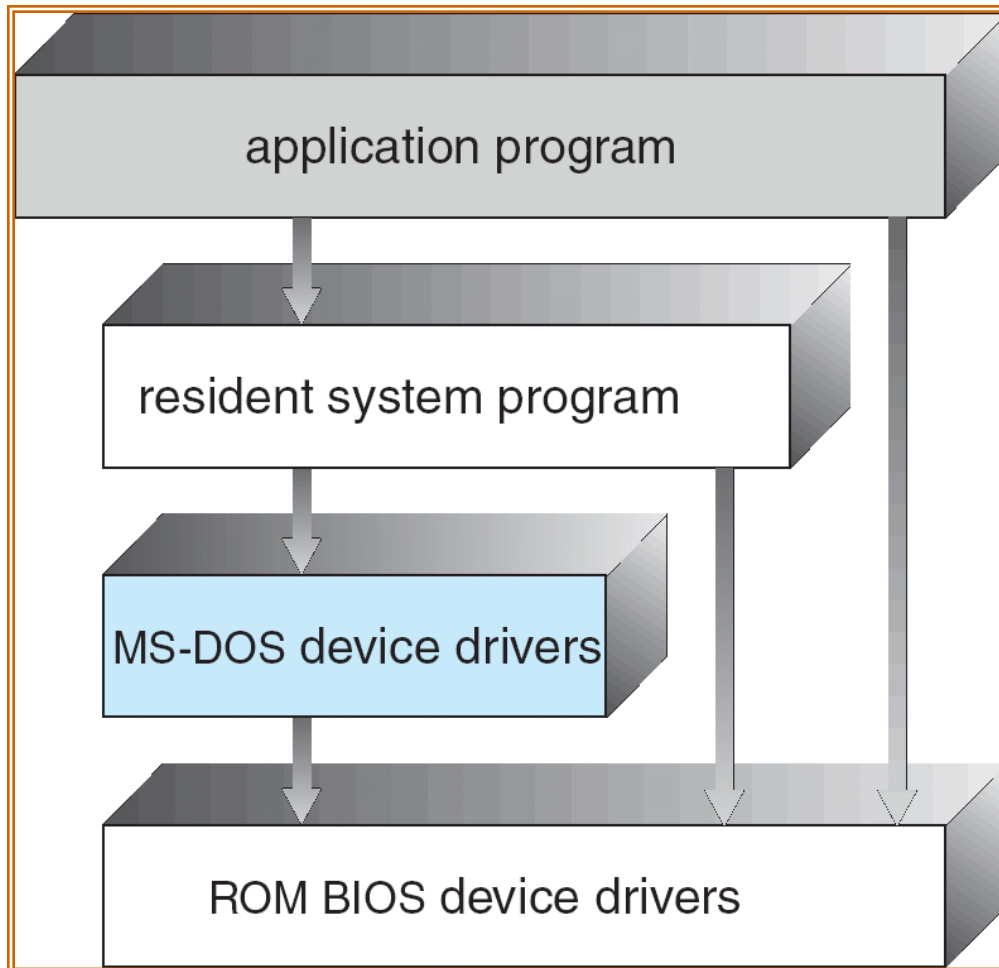 application program
resident system program
MS-DOS device drivers
ROM BIOS device drivers